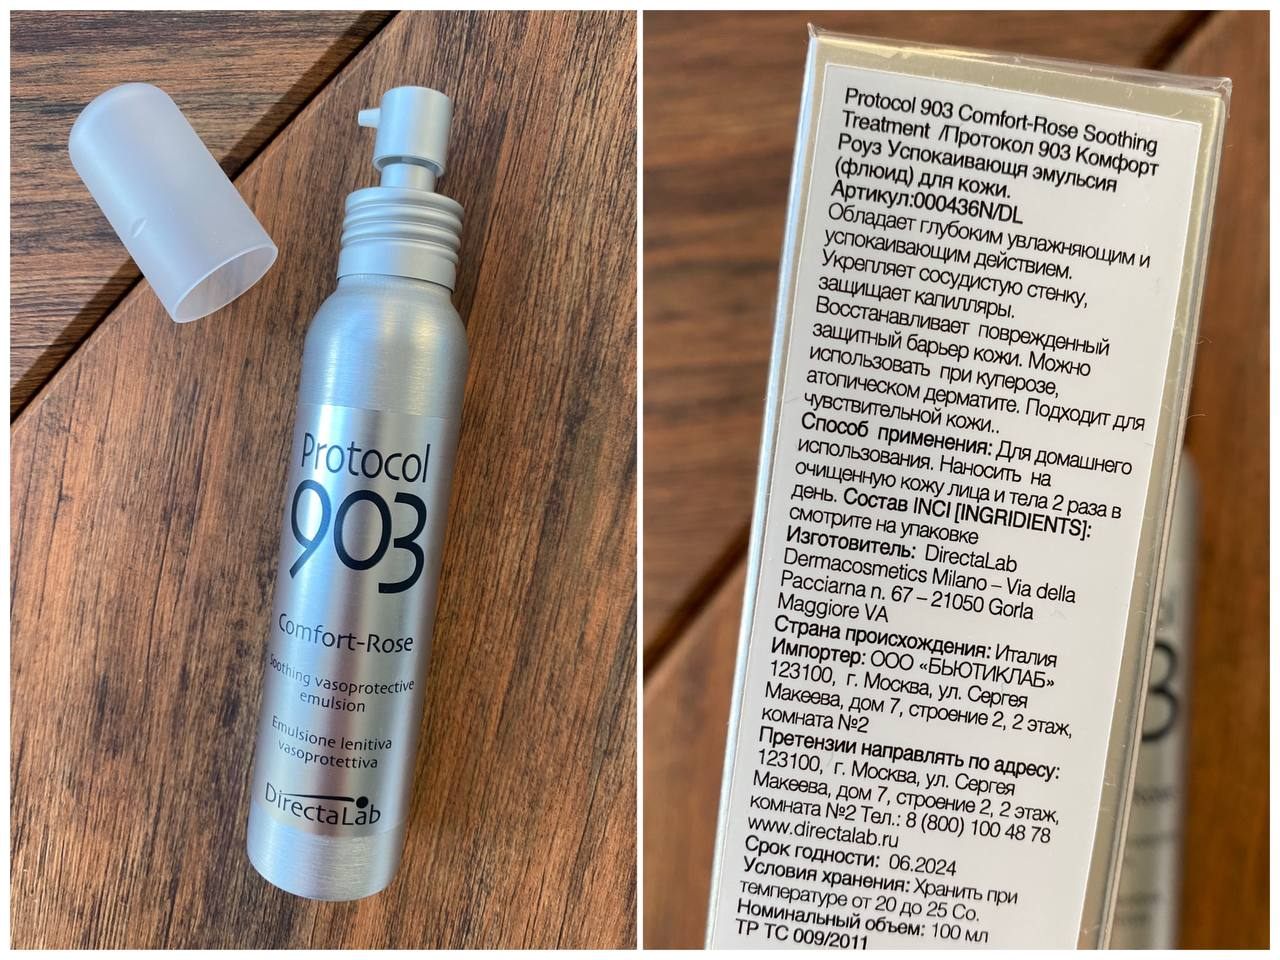 Protocol
903
Comfort-Rose
Soothing vasoprotective
emulsion
Emulsione lenitiva
vasoprotettiva
DirectaLab
Protocol 903 Comfort-Rose Soothing
Treatment /Протокол 903 Комфорт
Роуз Успокаивающя эмульсия
(флюид) для кожи.
Артикул:000436N/DL
Обладает глубоким увлажняющим и
успокаивающим действием.
Укрепляет сосудистую стенку,
защищает капилляры.
Восстанавливает поврежденный
защитный барьер кожи. Можно
использовать при куперозе,
атопическом дерматите. Подходит для
чувствительной кожи..
Способ применения: Для домашнего
использования. Наносить на
очищенную кожу лица и тела 2 раза в
день. Состав INCI [INGRIDIENTS]:
смотрите на упаковке
Изготовитель: DirectaLab
Dermacosmetics Milano – Via della
Pacciarna n. 67 – 21050 Gorla
Maggiore VA
Страна происхождения: Италия
Импортер: ООО «БЬЮТИКЛАБ»
123100, г. Москва, ул. Сергея
Макеева, дом 7, строение 2, 2 этаж,
комната №2
Претензии направлять по адресу:
123100, г. Москва, ул. Сергея
Макеева, дом 7, строение 2, 2 этаж,
комната №2 Тел.: 8 (800) 100 48 78
www.directalab.ru
Срок годности: 06.2024
Условия хранения: Хранить при
температуре от 20 до 25 Со.
Номинальный объем: 100 мл
ТР ТС 009/2011